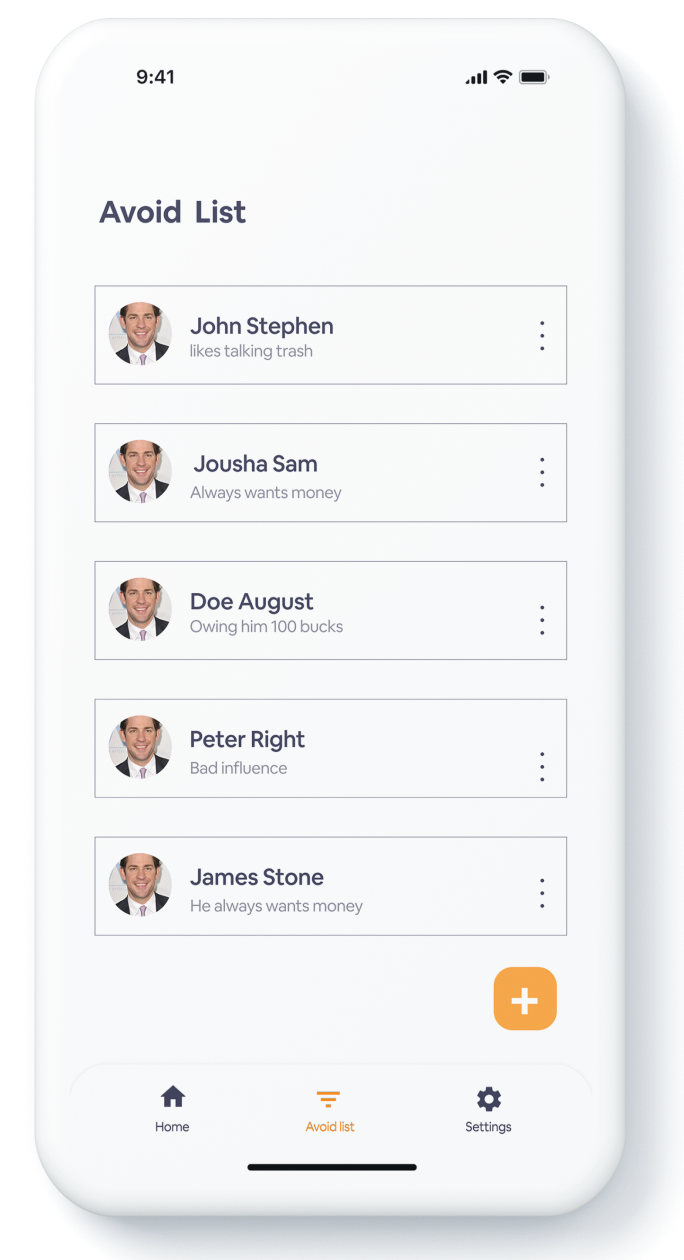 9:41
Avoid List
John Stephen
likes talking trash
Jousha Sam
Always wants money
Doe August
Owing him 100 bucks
Peter Right
Bad influence
James Stone
He always wants money
Home
Avoid list
Settings